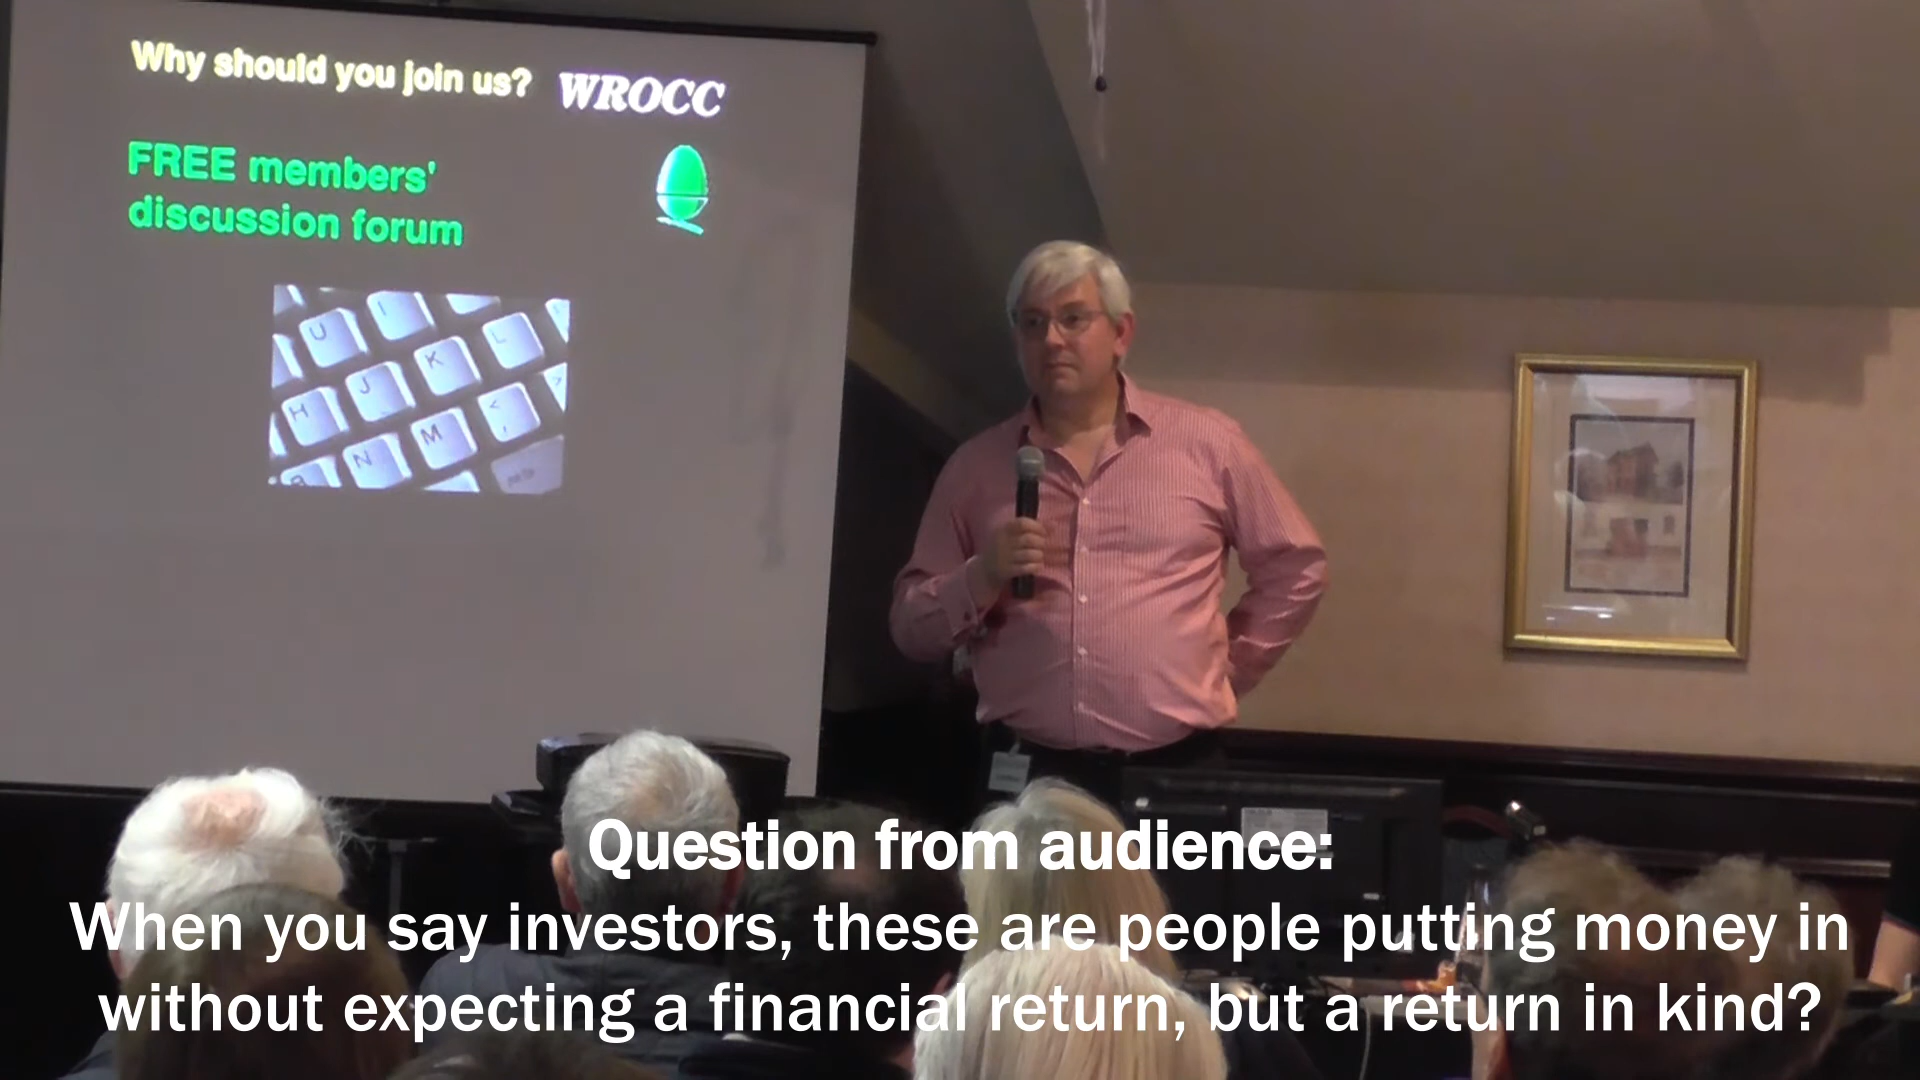 Why should you join us? WROCC
FREE members'
discussion forum
U I
H J K L
B N M < ,
>
Question from audience:
When you say investors, these are people putting money in
without expecting a financial return, but a return in kind?